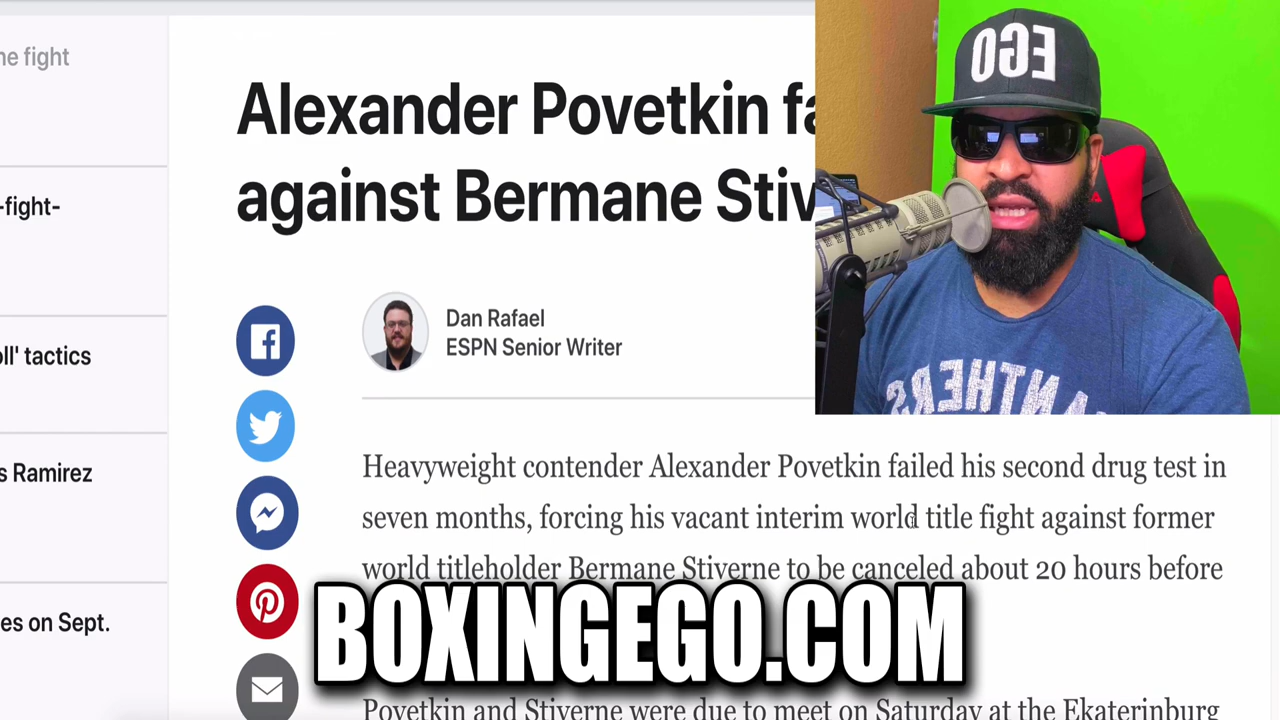 ne fight
-fight-
oll' tactics
s Ramirez
es on Sept.
Alexander Povetkin fa
against Bermane Stiv
Dan Rafael
ESPN Senior Writer
Heavyweight contender Alexander Povetkin failed his second drug test in
seven months, forcing his vacant interim world title fight against former
world titleholder Bermane Stiverne to be canceled about 20 hours before
Povetkin and Stiverne were due to meet on Saturday at the Ekaterinburg
EGO
PANTHERS
BOXINGEGO.COM